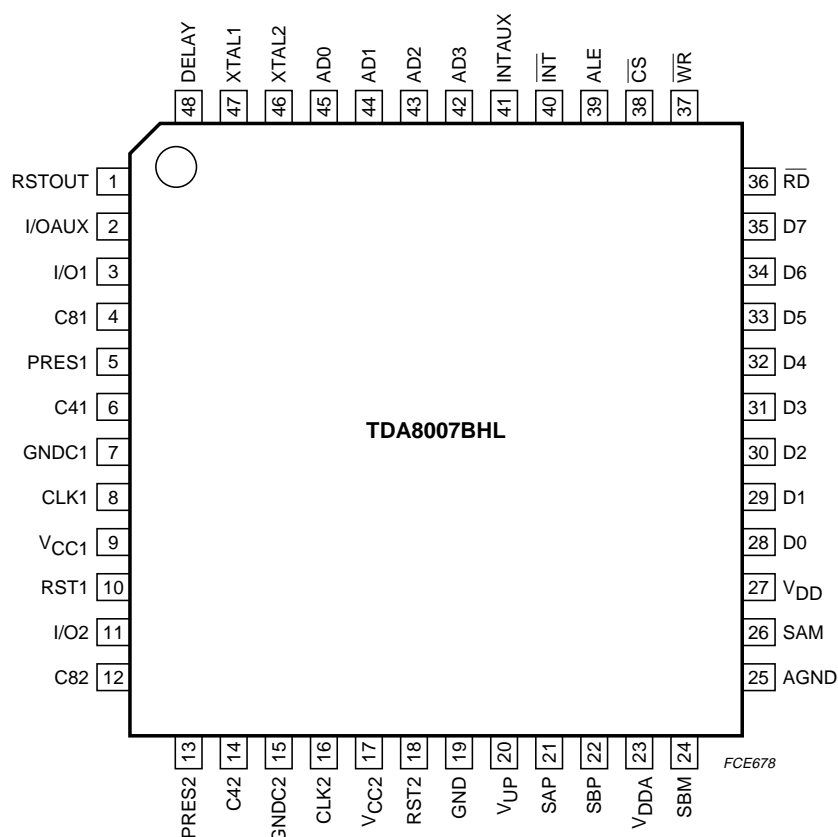 48 DELAY
47 XTAL1
46 XTAL2
45 AD0
44 AD1
43 AD2
42 AD3
41 INTAUX
40 INT
39 ALE
38 CS
37 WR
RSTOUT 1
I/OAUX 2
I/O1 3
C81 4
PRES1 5
C41 6
GNDC1 7
CLK1 8
VCC1 9
RST1 10
I/O2 11
C82 12
TDA8007BHL
36 RD
35 D7
34 D6
33 D5
32 D4
31 D3
30 D2
29 D1
28 D0
27 VDD
26 SAM
25 AGND
PRES2 13
C42 14
GNDC2 15
CLK2 16
VCC2 17
RST2 18
GND 19
VUP 20
SAP 21
SBP 22
VDDA 23
SBM 24
FCE678